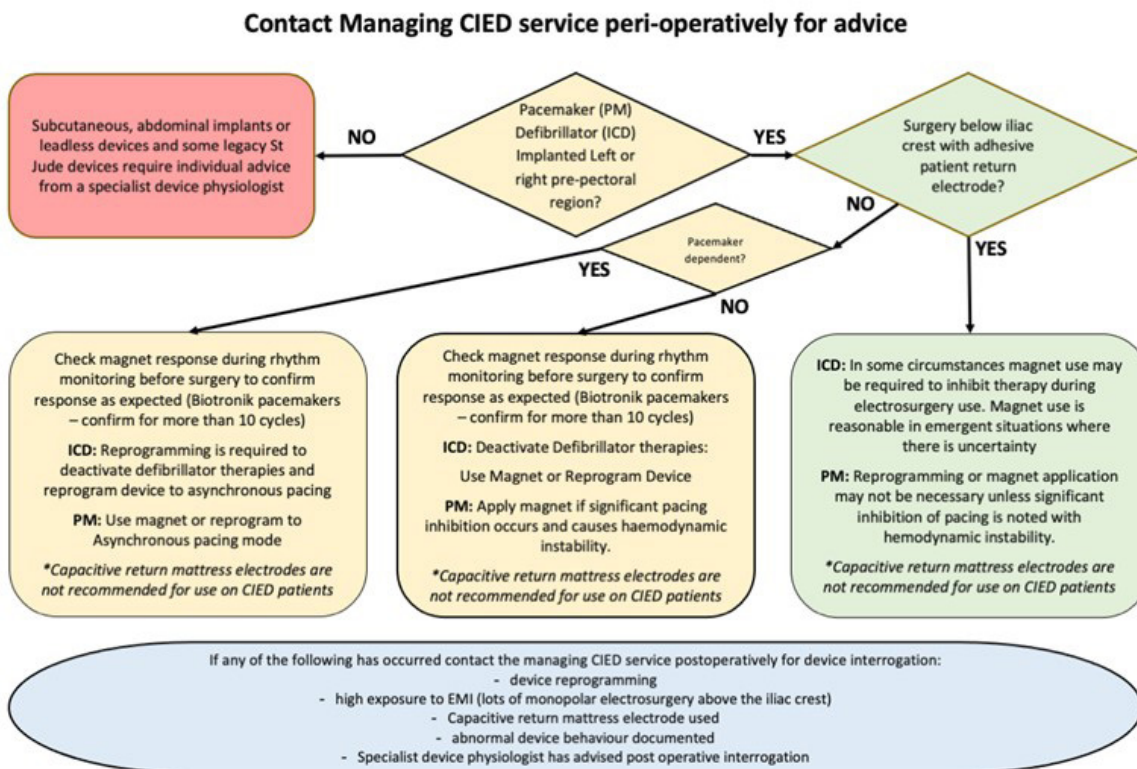 Contact Managing CIED service peri-operatively for advice
Subcutaneous, abdominal implants or
leadless devices and some legacy St
Jude devices require individual advice
from a specialist device physiologist
NO
Pacemaker (PM)
Defibrillator (ICD)
Implanted Left or
right pre-pectoral
region?
YES
Surgery below iliac
crest with adhesive
patient return
electrode?
NO
YES
Pacemaker
dependent?
YES
NO
Check magnet response during rhythm
monitoring before surgery to confirm
response as expected (Biotronik pacemakers
– confirm for more than 10 cycles)
ICD: Reprogramming is required to
deactivate defibrillator therapies and
reprogram device to asynchronous pacing
PM: Use magnet or reprogram to
Asynchronous pacing mode
*Capacitive return mattress electrodes are
not recommended for use on CIED patients
Check magnet response during rhythm
monitoring before surgery to confirm
response as expected (Biotronik pacemakers
– confirm for more than 10 cycles)
ICD: Deactivate Defibrillator therapies:
Use Magnet or Reprogram Device
PM: Apply magnet if significant pacing
inhibition occurs and causes haemodynamic
instability.
*Capacitive return mattress electrodes are
not recommended for use on CIED patients
ICD: In some circumstances magnet use may
be required to inhibit therapy during
electrosurgery use. Magnet use is
reasonable in emergent situations where
there is uncertainty
PM: Reprogramming or magnet application
may not be necessary unless significant
inhibition of pacing is noted with
hemodynamic instability.
*Capacitive return mattress electrodes are
not recommended for use on CIED patients
If any of the following has occurred contact the managing CIED service postoperatively for device interrogation:
- device reprogramming
- high exposure to EMI (lots of monopolar electrosurgery above the iliac crest)
- Capacitive return mattress electrode used
- abnormal device behaviour documented
- Specialist device physiologist has advised post operative interrogation